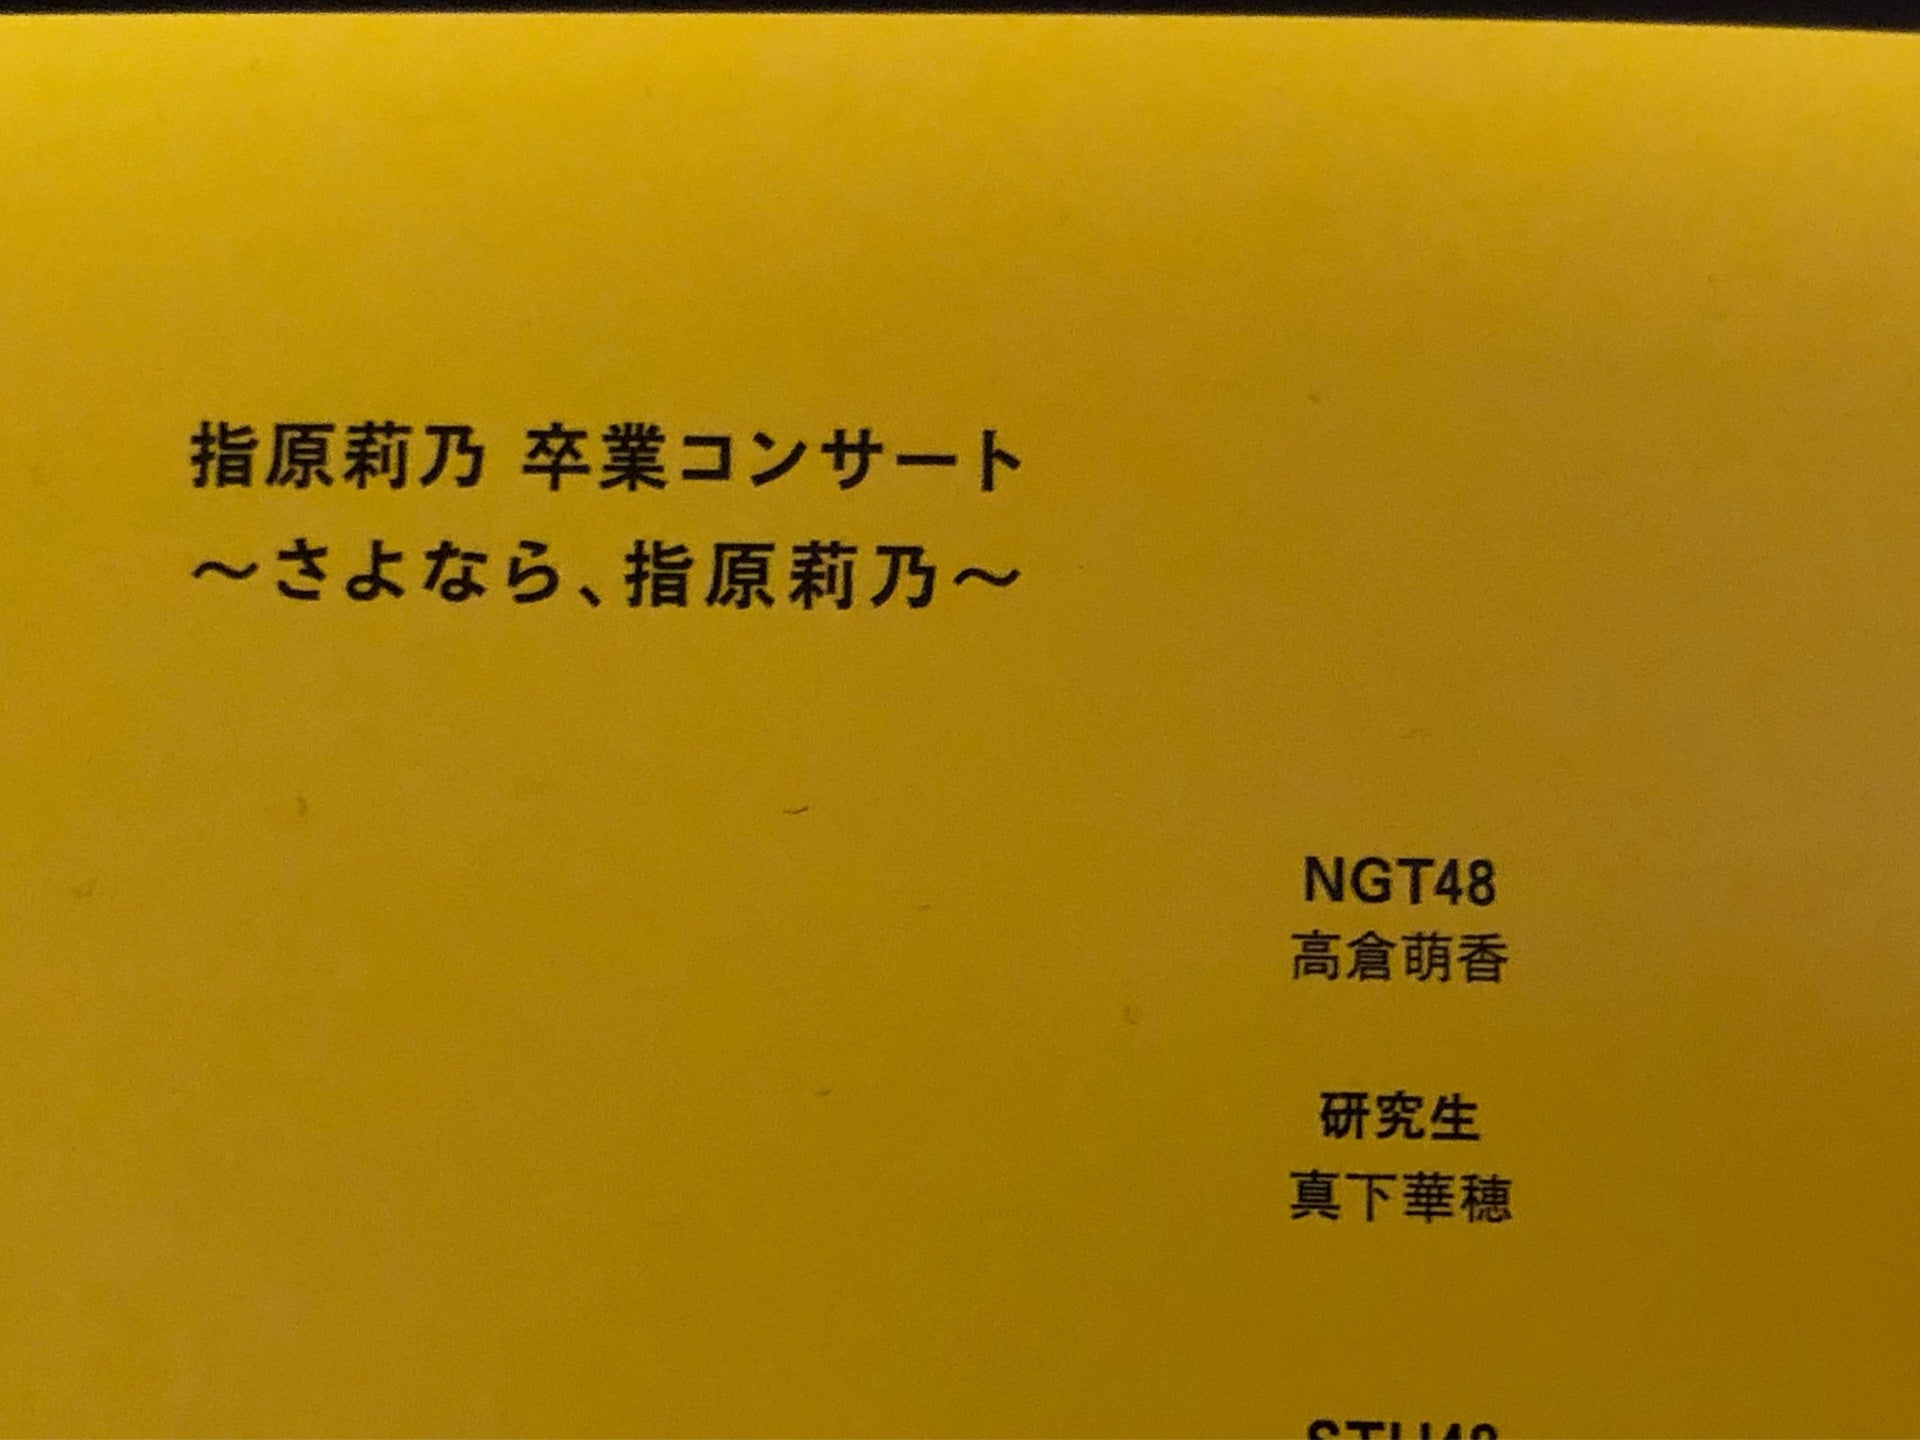 指原莉乃 卒業コンサート
〜さよなら、指原莉乃〜
NGT48
高倉萌香
研究生
真下華穂
STU48